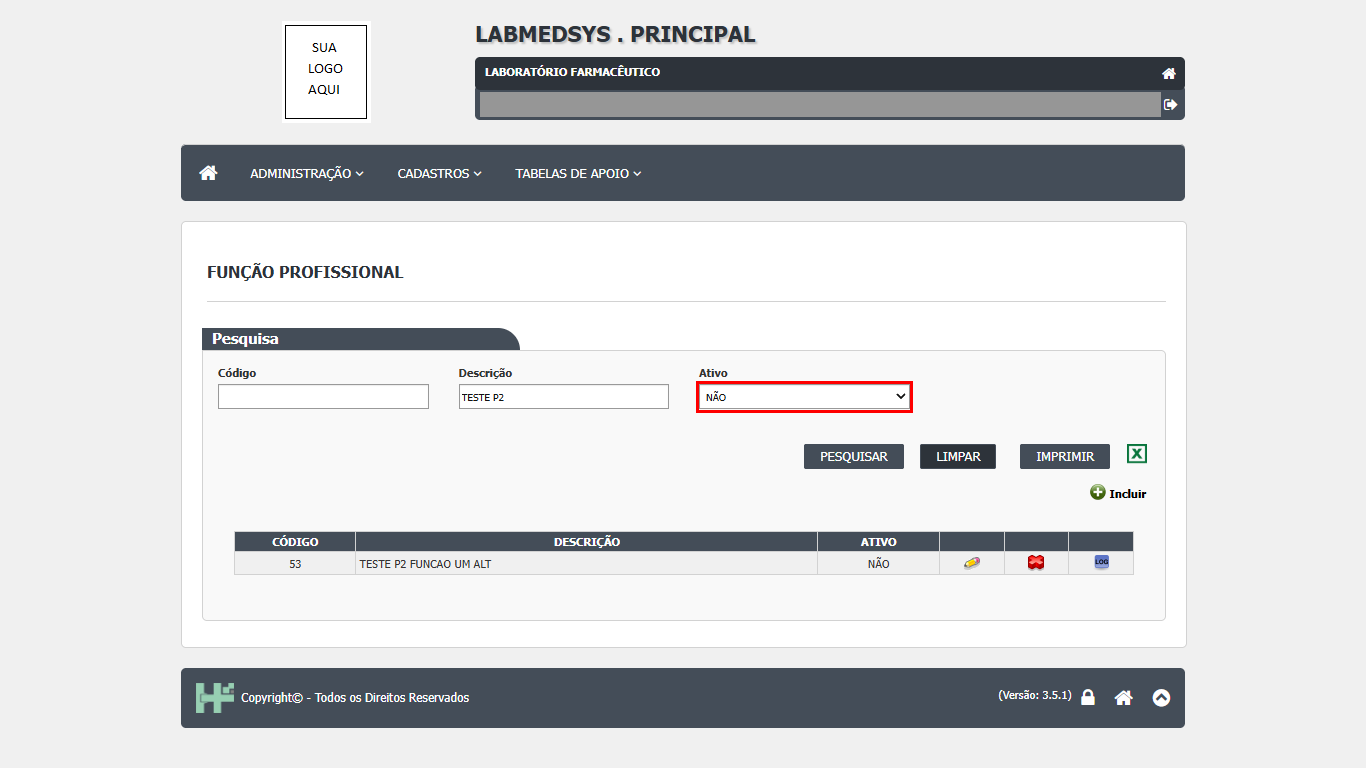 SUA
LOGO
AQUI
LABMEDSYS . PRINCIPAL
LABORATÓRIO FARMACÊUTICO
ADMINISTRAÇÃO CADASTROS TABELAS DE APOIO
FUNÇÃO PROFISSIONAL
Pesquisa
Código Descrição Ativo
TESTE P2 NÃO
PESQUISAR LIMPAR IMPRIMIR X
Incluir
CÓDIGO DESCRIÇÃO ATIVO
53 TESTE P2 FUNCAO UM ALT NÃO LOG
Copyright© - Todos os Direitos Reservados (Versão: 3.5.1)